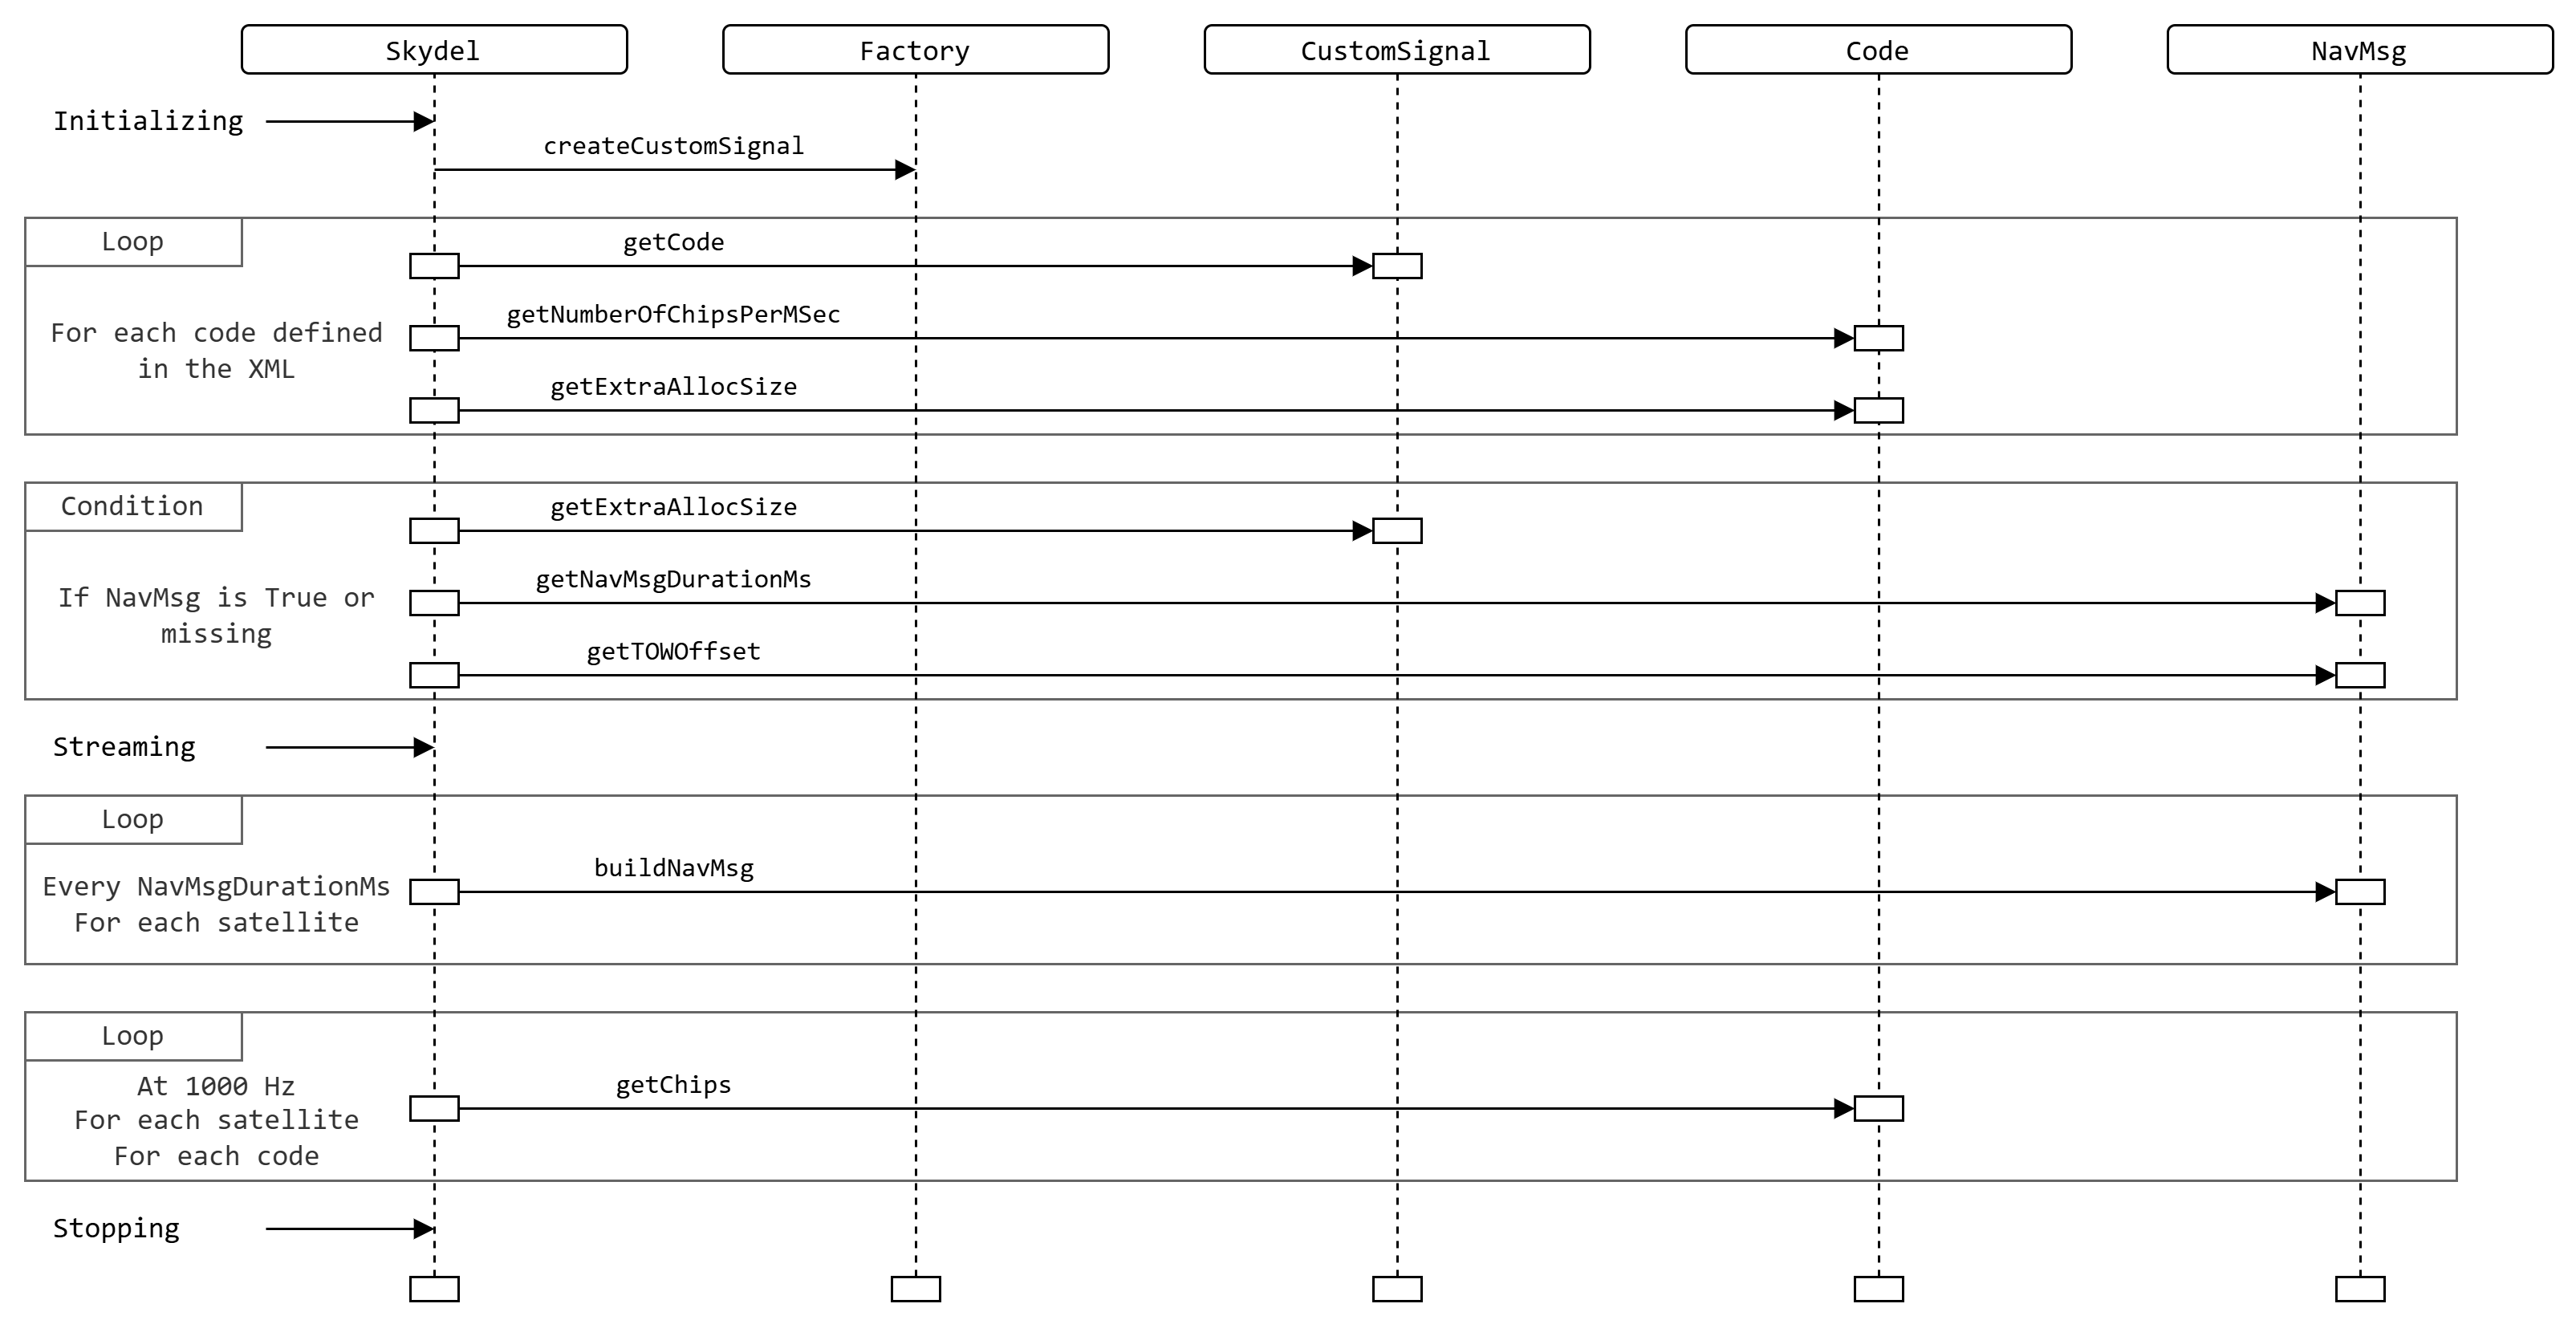 Skydel
Factory
CustomSignal
Code
NavMsg
Initializing
createCustomSignal
Loop
getCode
getNumberOfChipsPerMSec
For each code defined
in the XML
getExtraAllocSize
Condition
getExtraAllocSize
getNavMsgDurationMs
If NavMsg is True or
missing
getTOWOffset
Streaming
Loop
buildNavMsg
Every NavMsgDurationMs
For each satellite
Loop
getChips
At 1000 Hz
For each satellite
For each code
Stopping